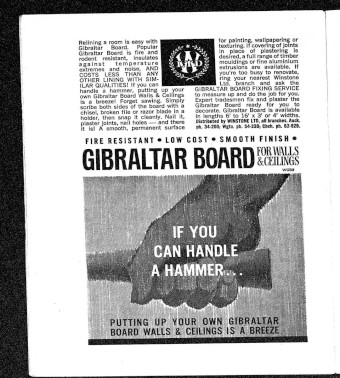 Relining a room is easy with
Gibraltar Board. Popular
Gibraltar Board is fire and
rodent resistant, insulates
against temperature
extremes and noise, AND
COSTS LESS THAN ANY
OTHER LINING WITH SIM-
ILAR QUALITIES! If you can
handle a hammer, putting up your
own Gibraltar Board Walls & Ceilings
is a breeze! Forget sawing. Simply
scribe both sides of the board with a
chisel, broken file or razor blade in a
holder, then snap it cleanly. Nail it,
plaster joints, nail holes — and there
it is! A smooth, permanent surface
for painting, wallpapering or
texturing. If covering of joints
in place of plastering is
desired, a full range of timber
mouldings or fine aluminium
extrusions are available. If
you're too busy to renovate,
ring your nearest Winstone
Ltd. branch and ask the
GIBRALTAR BOARD FIXING SERVICE
to measure up and do the job for you.
Expert tradesmen fix and plaster the
Gibraltar Board ready for you to
decorate. Gibraltar Board is available
in lengths 6' to 16' x 3' or 4' widths.
Distributed by WINSTONE LTD, all branches. Auck.
FIRE RESISTANT • LOW COST • SMOOTH FINISH •
GIBRALTAR BOARD FOR WALLS
& CEILINGS
IF YOU
CAN HANDLE
A HAMMER...
PUTTING UP YOUR OWN GIBRALTAR
BOARD WALLS & CEILINGS IS A BREEZE